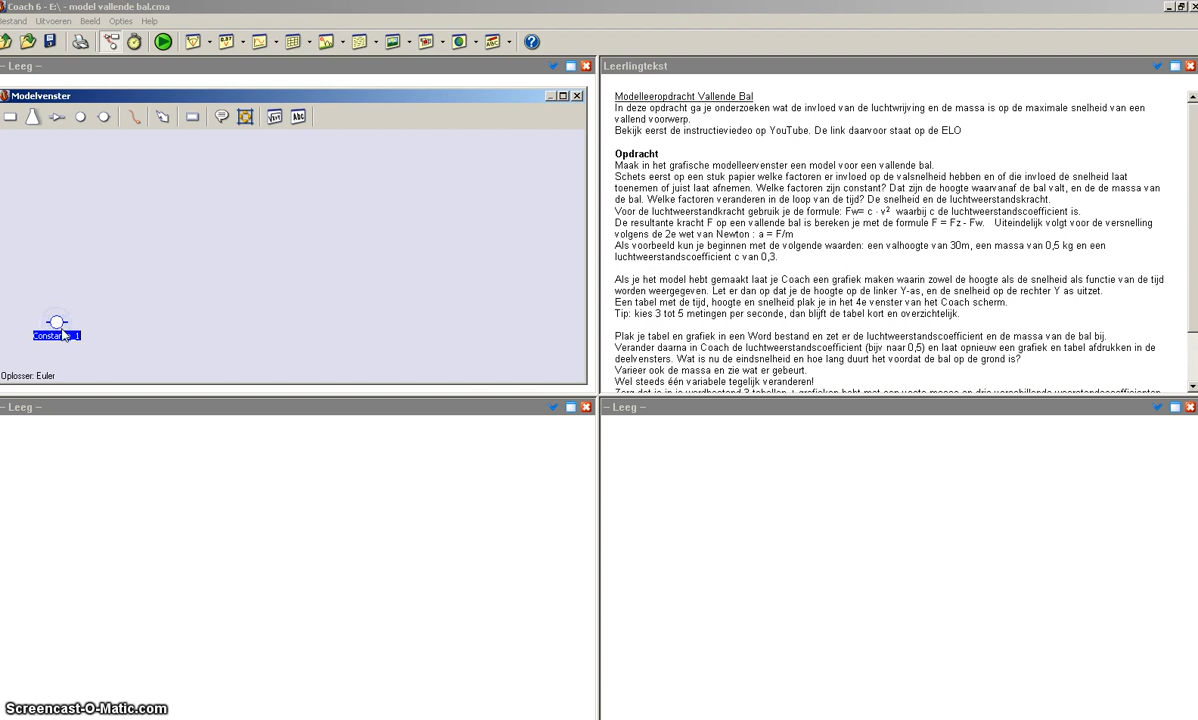 Coach 6 - E:\ - model vallende bal.cma
Bestand Uitvoeren Beeld Opties Help
-- Leeg --
Leerlingtekst
Modelvenster
Modelleeropdracht Vallende Bal
In deze opdracht ga je onderzoeken wat de invloed van de luchtwrijving en de massa is op de maximale snelheid van een
vallend voorwerp.
Bekijk eerst de instructieviedeo op YouTube. De link daarvoor staat op de ELO
Opdracht
Maak in het grafische modelleervenster een model voor een vallende bal.
Schets eerst op een stuk papier welke factoren er invloed op de valsnelheid hebben en of die invloed de snelheid laat
toenemen of juist laat afnemen. Welke factoren zijn constant? Dat zijn de hoogte waarvanaf de bal valt, en de de massa van
de bal. Welke factoren veranderen in de loop van de tijd? De snelheid en de luchtweerstandskracht.
Voor de luchtweerstandkracht gebruik je de formule: Fw= c · v² waarbij c de luchtweerstandscoefficient is.
De resultante kracht F op een vallende bal is bereken je met de formule F = Fz - Fw. Uiteindelijk volgt voor de versnelling
volgens de 2e wet van Newton : a = F/m
Als voorbeeld kun je beginnen met de volgende waarden: een valhoogte van 30m, een massa van 0,5 kg en een
luchtweerstandscoefficient c van 0,3.
Als je het model hebt gemaakt laat je Coach een grafiek maken waarin zowel de hoogte als de snelheid als functie van de tijd
worden weergegeven. Let er dan op dat je de hoogte op de linker Y-as, en de snelheid op de rechter Y as uitzet.
Een tabel met de tijd, hoogte en snelheid plak je in het 4e venster van het Coach scherm.
Tip: kies 3 tot 5 metingen per seconde, dan blijft de tabel kort en overzichtelijk.
Plak je tabel en grafiek in een Word bestand en zet er de luchtweerstandscoefficient en de massa van de bal bij.
Verander daarna in Coach de luchtweerstandscoefficient (bijv naar 0,5) en laat opnieuw een grafiek en tabel afdrukken in de
deelvensters. Wat is nu de eindsnelheid en hoe lang duurt het voordat de bal op de grond is?
Varieer ook de massa en zie wat er gebeurt.
Wel steeds één variabele tegelijk veranderen!
Oplosser: Euler
-- Leeg --
-- Leeg --
Screencast-O-Matic.com